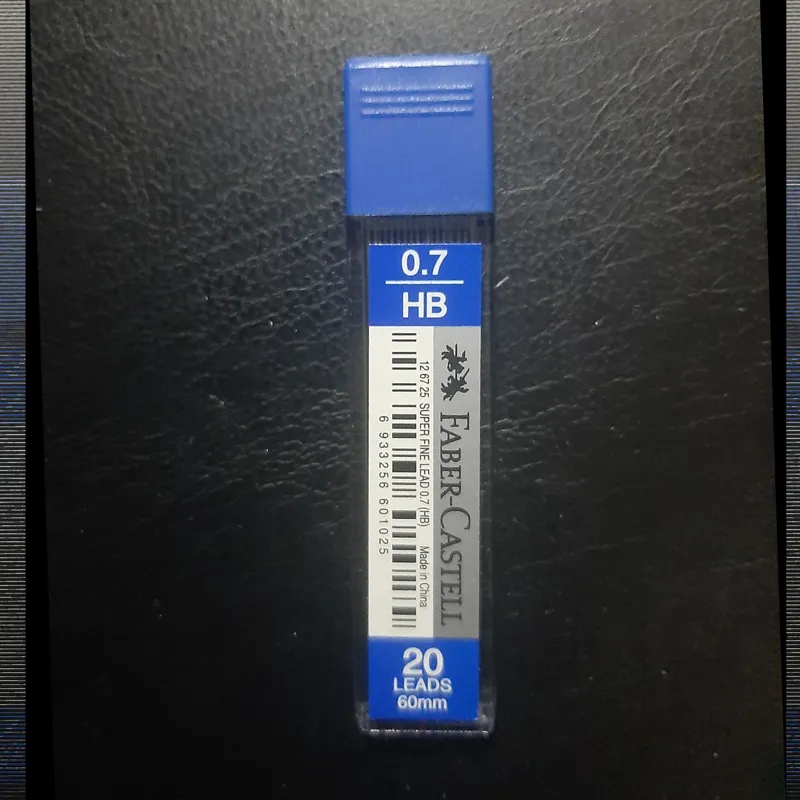 0.7
HB
FABER-CASTELL
12 67 25 SUPER FINE LEAD 0.7 (HB) Made in China
6 933256 601025
20
LEADS
60mm